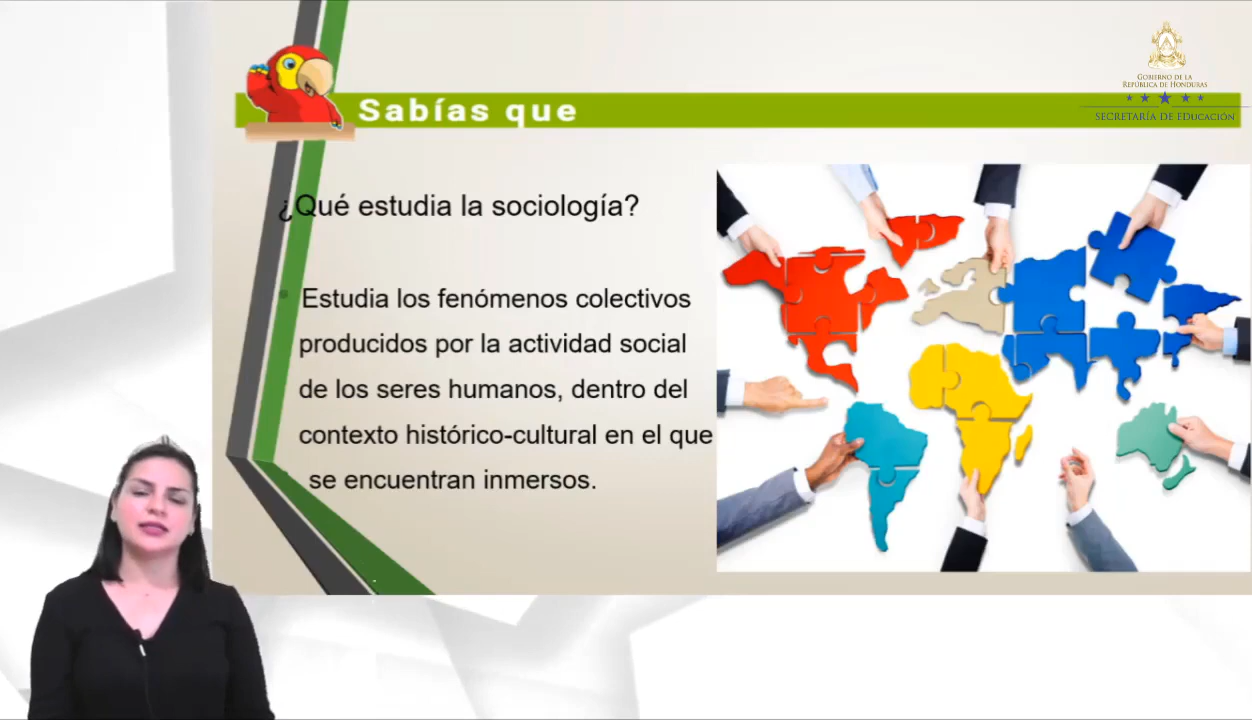 Sabías que
GOBIERNO DE LA
REPÚBLICA DE HONDURAS
SECRETARÍA DE EDUCACIÓN
¿Qué estudia la sociología?
Estudia los fenómenos colectivos
producidos por la actividad social
de los seres humanos, dentro del
contexto histórico-cultural en el que
se encuentran inmersos.